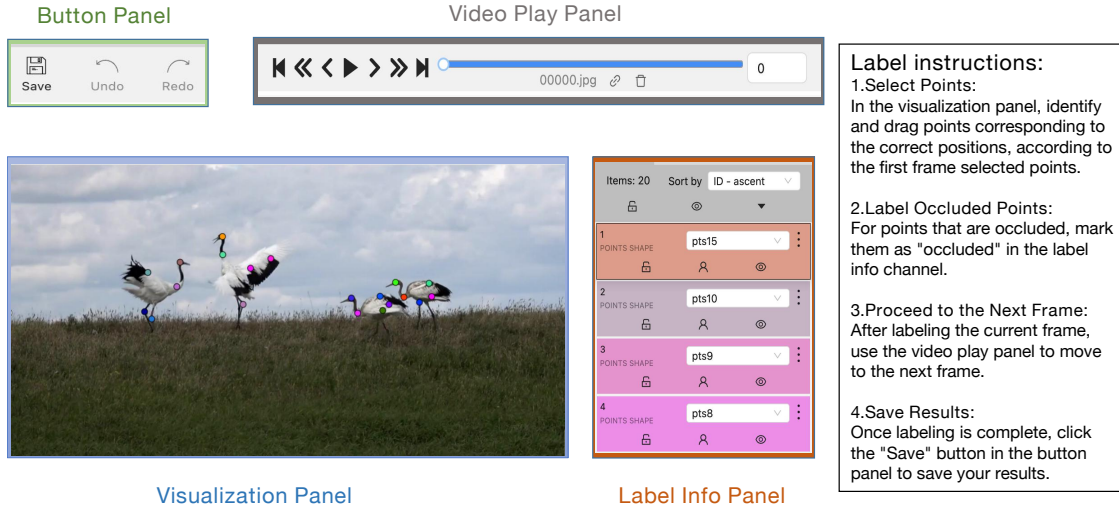 Button Panel
Video Play Panel
Save
Undo
Redo
00000.jpg
0
Label instructions:
1.Select Points:
In the visualization panel, identify
and drag points corresponding to
the correct positions, according to
the first frame selected points.
2.Label Occluded Points:
For points that are occluded, mark
them as "occluded" in the label
info channel.
3.Proceed to the Next Frame:
After labeling the current frame,
use the video play panel to move
to the next frame.
4.Save Results:
Once labeling is complete, click
the "Save" button in the button
panel to save your results.
Items: 20 Sort by ID - ascent
1
POINTS SHAPE
pts15
2
POINTS SHAPE
pts10
3
POINTS SHAPE
pts9
4
POINTS SHAPE
pts8
Visualization Panel
Label Info Panel